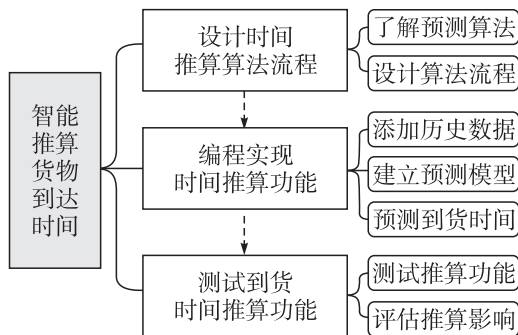 智能
推算
货物
到达
时间
设计时间
推算算法流程
了解预测算法
设计算法流程
编程实现
时间推算功能
添加历史数据
建立预测模型
预测到货时间
测试到货
时间推算功能
测试推算功能
评估推算影响